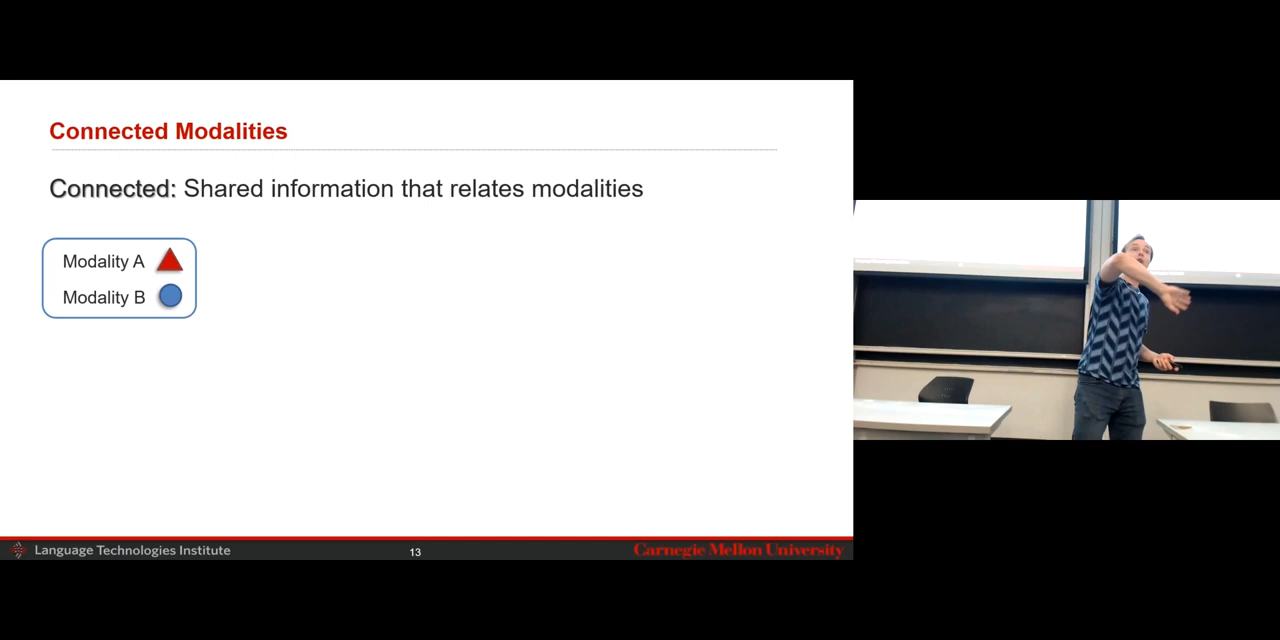 Connected Modalities
Connected: Shared information that relates modalities
Modality A
Modality B
Language Technologies Institute
13
Carnegie Mellon University